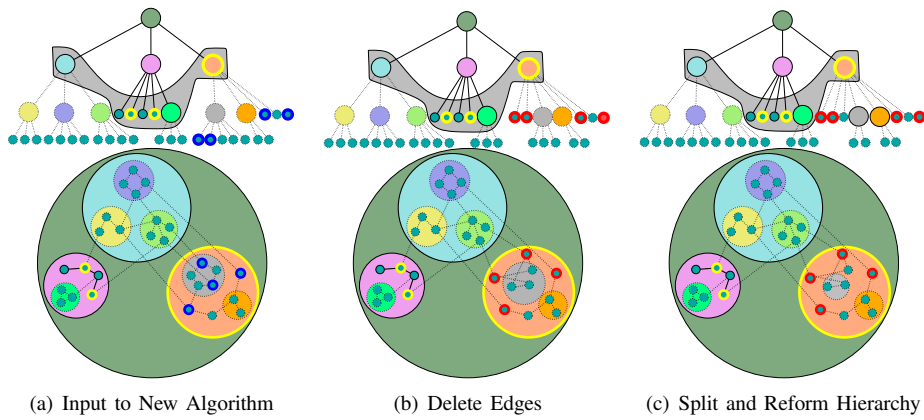 (a) Input to New Algorithm
(b) Delete Edges
(c) Split and Reform Hierarchy